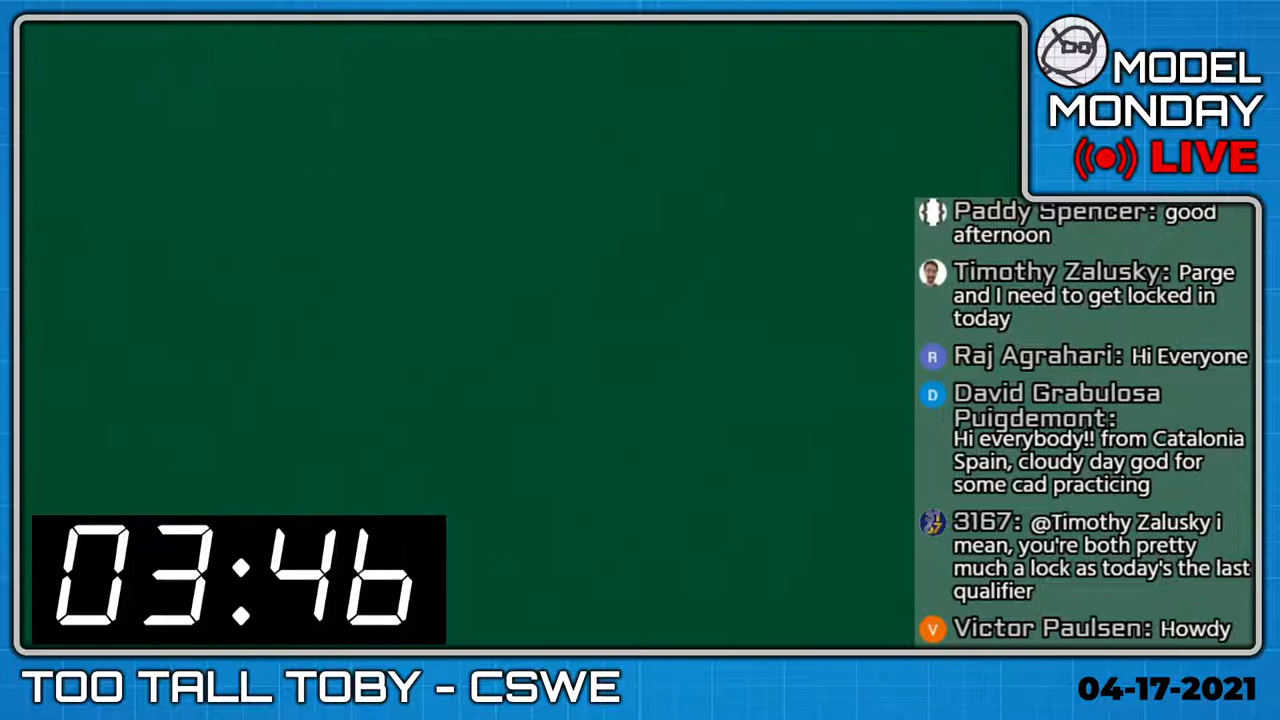 MODEL
MONDAY
LIVE
Paddy Spencer: good
afternoon
Timothy Zalusky: Parge
and I need to get locked in
today
R Raj Agrahari: Hi Everyone
D David Grabulosa
Puigdemont:
Hi everybody!! from Catalonia
Spain, cloudy day god for
some cad practicing
3167: @Timothy Zalusky i
mean, you're both pretty
much a lock as today's the last
qualifier
V Victor Paulsen: Howdy
03:46
TOO TALL TOBY - CSWE
04-17-2021